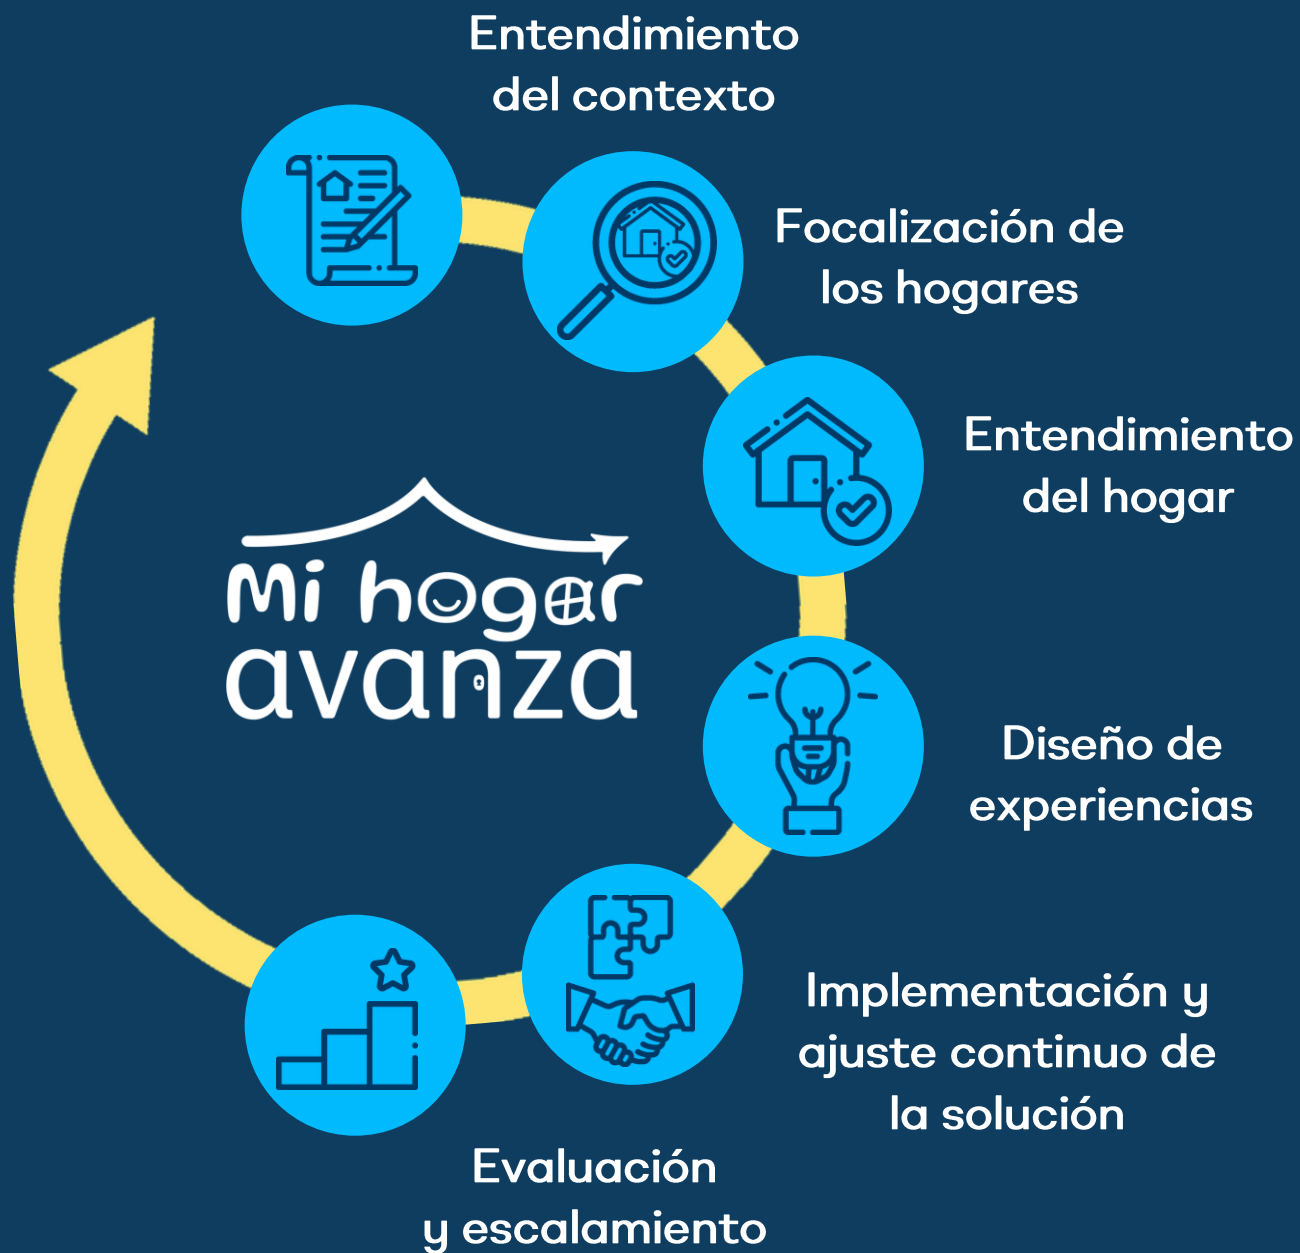 Entendimiento
del contexto
Focalización de
los hogares
Entendimiento
del hogar
Mi hogar
avanza
Diseño de
experiencias
Implementación y
ajuste continuo de
la solución
Evaluación
y escalamiento